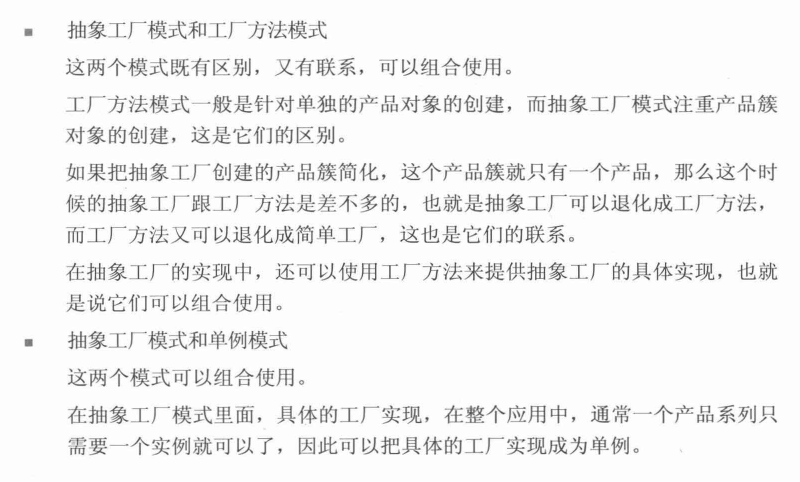 ■ 抽象工厂模式和工厂方法模式
这两个模式既有区别，又有联系，可以组合使用。
工厂方法模式一般是针对单独的产品对象的创建，而抽象工厂模式注重产品簇
对象的创建，这是它们的区别。
如果把抽象工厂创建的产品簇简化，这个产品簇就只有一个产品，那么这个时
候的抽象工厂跟工厂方法是差不多的，也就是抽象工厂可以退化成工厂方法，
而工厂方法又可以退化成简单工厂，这也是它们的联系。
在抽象工厂的实现中，还可以使用工厂方法来提供抽象工厂的具体实现，也就
是说它们可以组合使用。
■ 抽象工厂模式和单例模式
这两个模式可以组合使用。
在抽象工厂模式里面，具体的工厂实现，在整个应用中，通常一个产品系列只
需要一个实例就可以了，因此可以把具体的工厂实现成为单例。